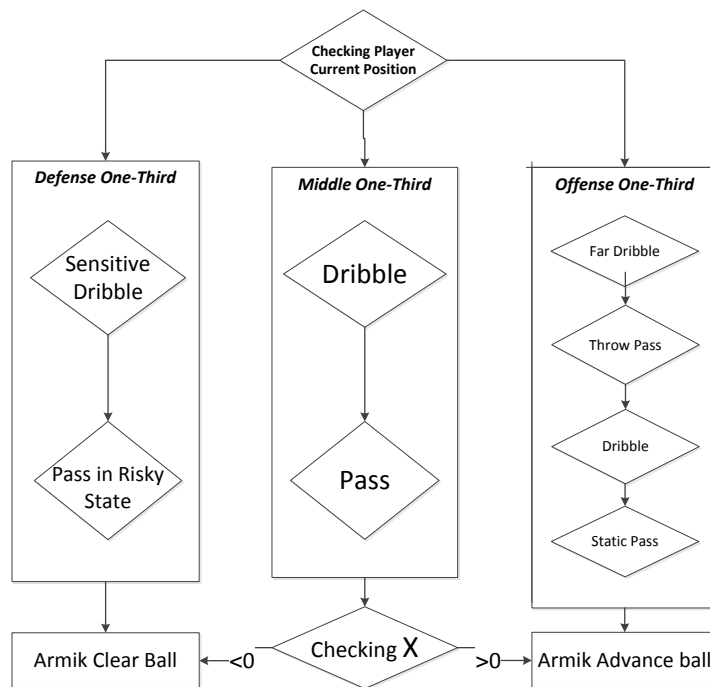 Checking Player
Current Position
Defense One-Third
Sensitive
Dribble
Pass in Risky
State
Middle One-Third
Dribble
Pass
Offense One-Third
Far Dribble
Throw Pass
Dribble
Static Pass
Armik Clear Ball
<0
Checking X
>0
Armik Advance ball